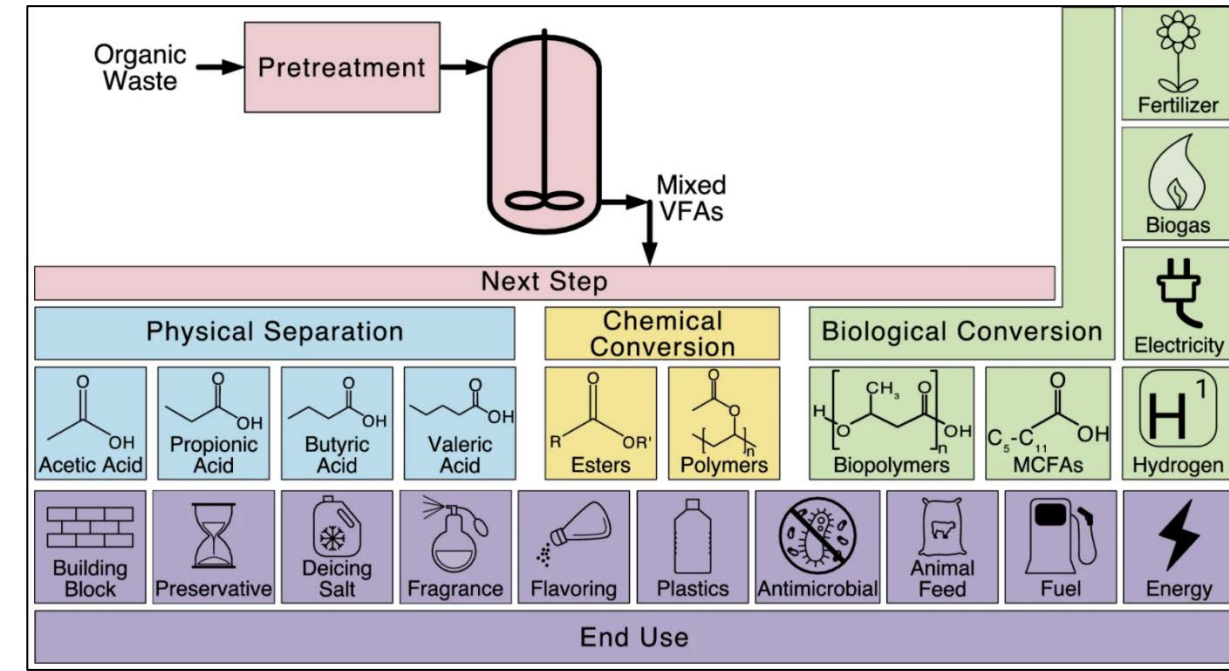 Organic
Waste
Pretreatment
Mixed
VFAs
Next Step
Physical Separation
Chemical
Conversion
Biological Conversion
Fertilizer
Biogas
Electricity
O
OH
Acetic Acid
O
OH
Propionic
Acid
O
OH
Butyric
Acid
O
OH
Valeric
Acid
O
R OR'
Esters
O
O
n
Polymers
CH3 O
H O OH
n
Biopolymers
O
C5-C11 OH
MCFAs
H 1
Hydrogen
Building
Block
Preservative
Deicing
Salt
Fragrance
Flavoring
Plastics
Antimicrobial
Animal
Feed
Fuel
Energy
End Use